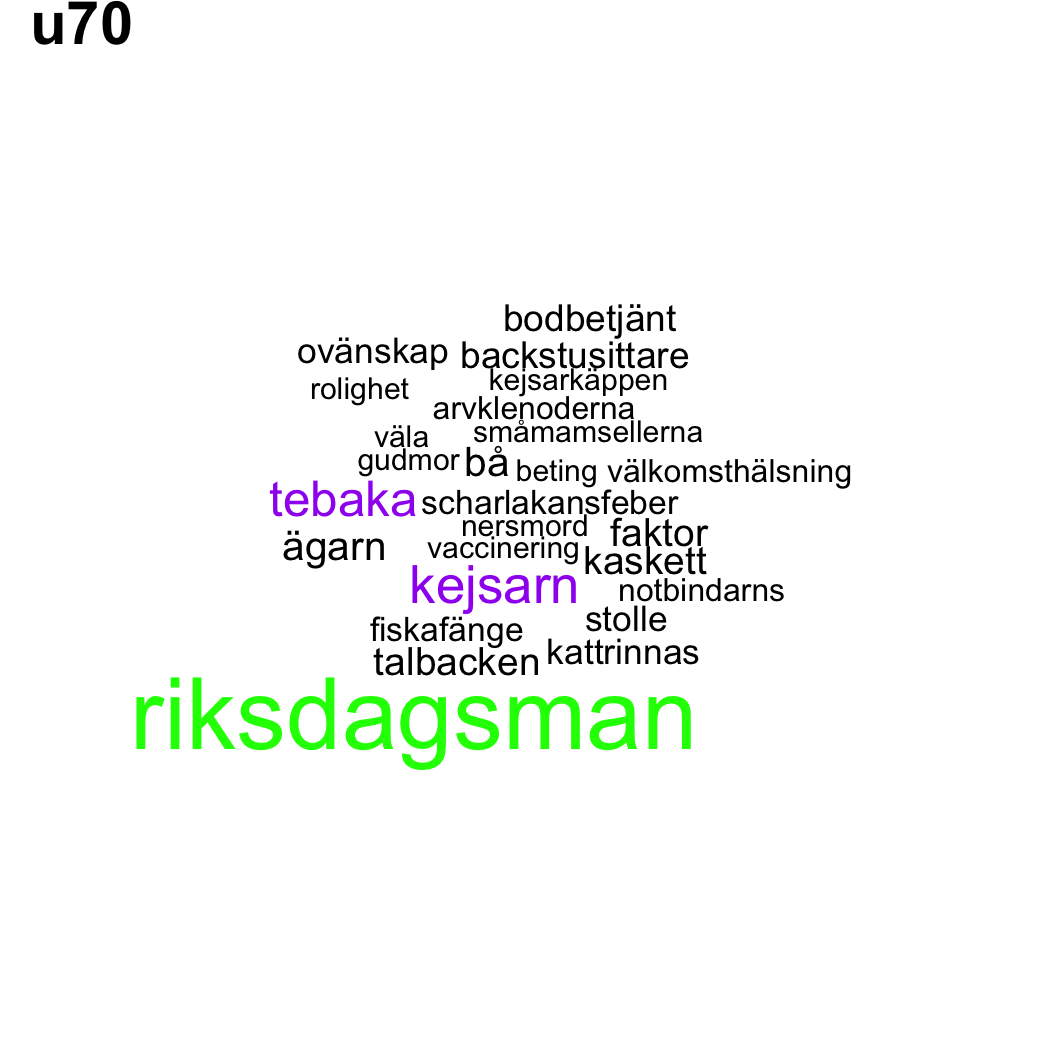 u70
bodbetjänt
ovänskap backstusittare
rolighet kejsarkäppen
arvklenoderna
väla småmamsellerna
gudmor bå beting välkomsthälsning
tebaka scharlakansfeber
nersmord faktor
ägarn vaccinering kaskett
kejsarn notbindarns
fiskafänge stolle
talbacken kattrinnas
riksdagsman